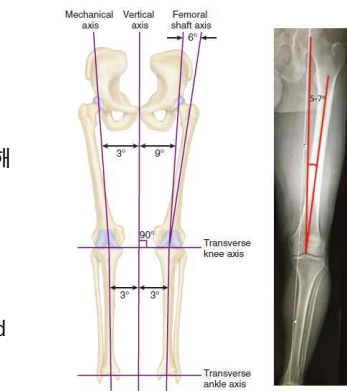 Mechanical axis
Vertical axis
Femoral shaft axis
6°
5-7°
3°
9°
90°
Transverse knee axis
3°
3°
Transverse ankle axis